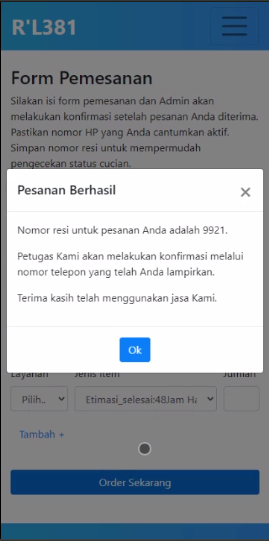 R'L381
Form Pemesanan
Silakan isi form pemesanan dan Admin akan
melakukan konfirmasi setelah pesanan Anda diterima.
Pastikan nomor HP yang Anda cantumkan aktif.
Simpan nomor resi untuk mempermudah
pengecekan status cucian.
Pesanan Berhasil ×
Nomor resi untuk pesanan Anda adalah 9921.
Petugas Kami akan melakukan konfirmasi melalui
nomor telepon yang telah Anda lampirkan.
Terima kasih telah menggunakan jasa Kami.
Ok
Layanan Jenis Item Jumlah
Pilih.. Etimasi_selesai:48Jam Ha
Tambah +
Order Sekarang